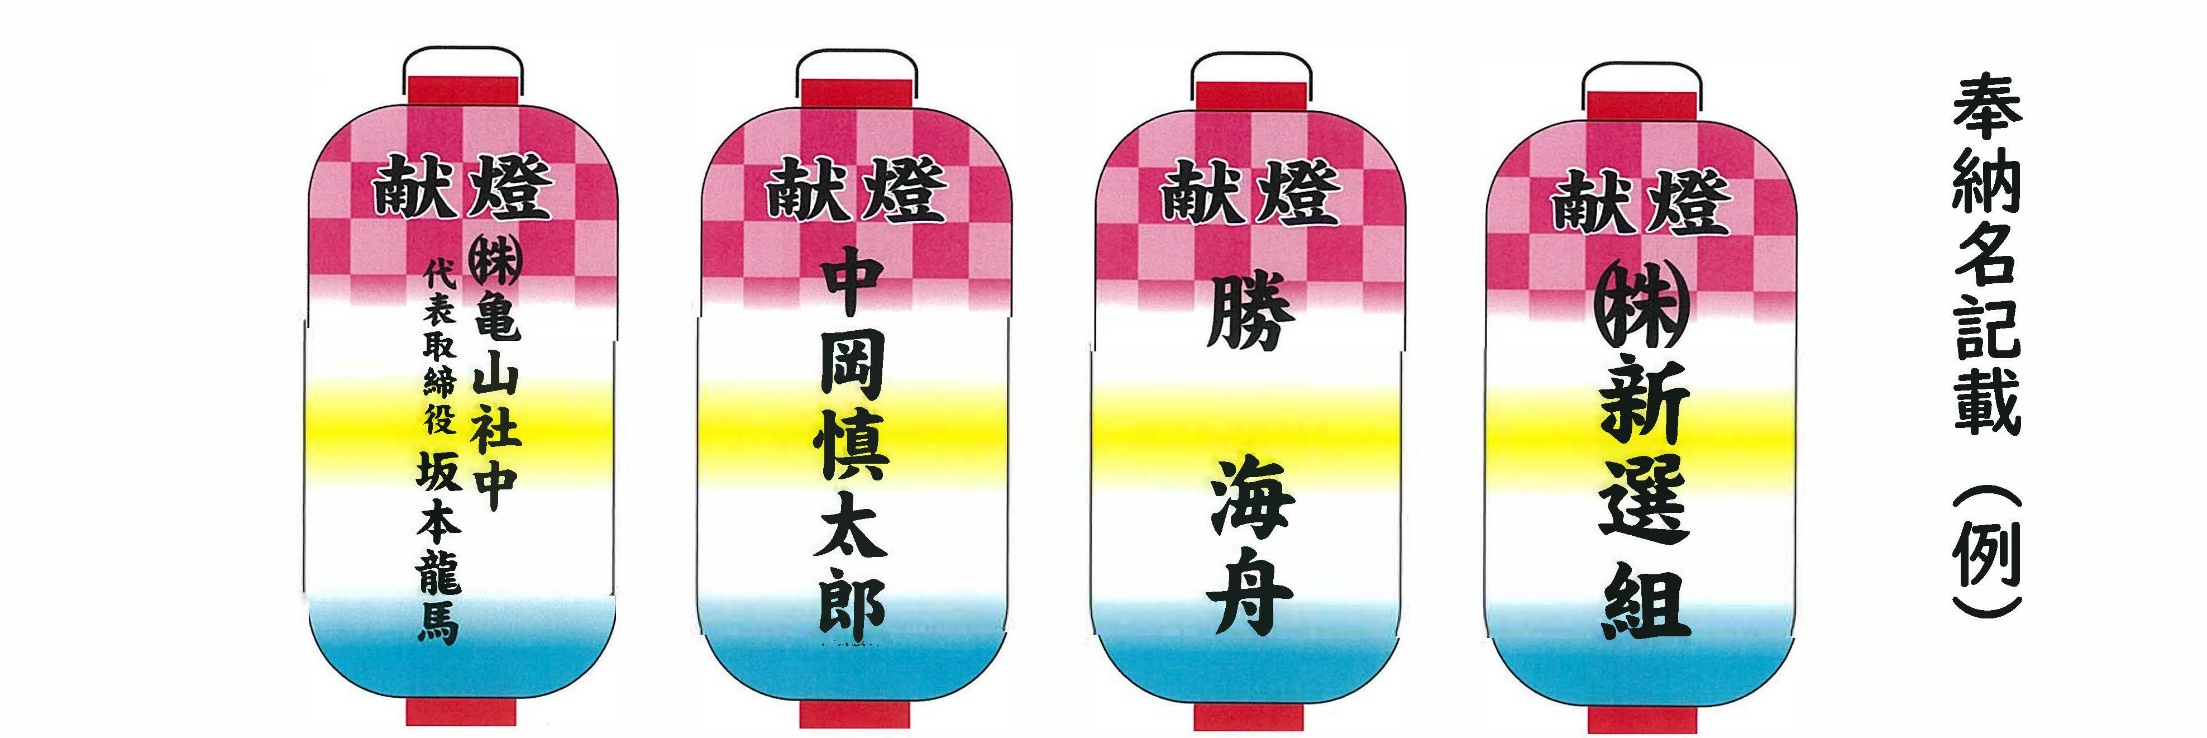 奉納名記載（例）
献燈
㈱新選組
献燈
勝 海舟
献燈
中岡慎太郎
献燈
㈱亀山社中
代表取締役 坂本龍馬